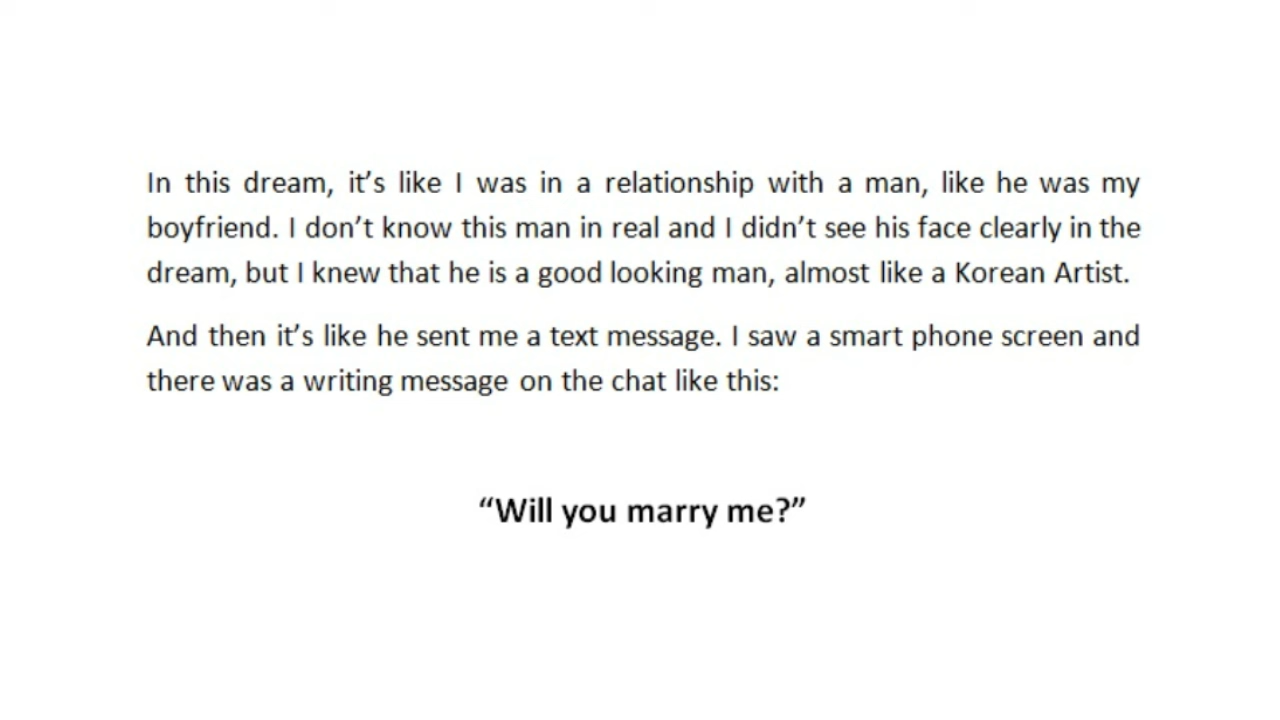 In this dream, it’s like I was in a relationship with a man, like he was my
boyfriend. I don’t know this man in real and I didn’t see his face clearly in the
dream, but I knew that he is a good looking man, almost like a Korean Artist.
And then it’s like he sent me a text message. I saw a smart phone screen and
there was a writing message on the chat like this:
“Will you marry me?”